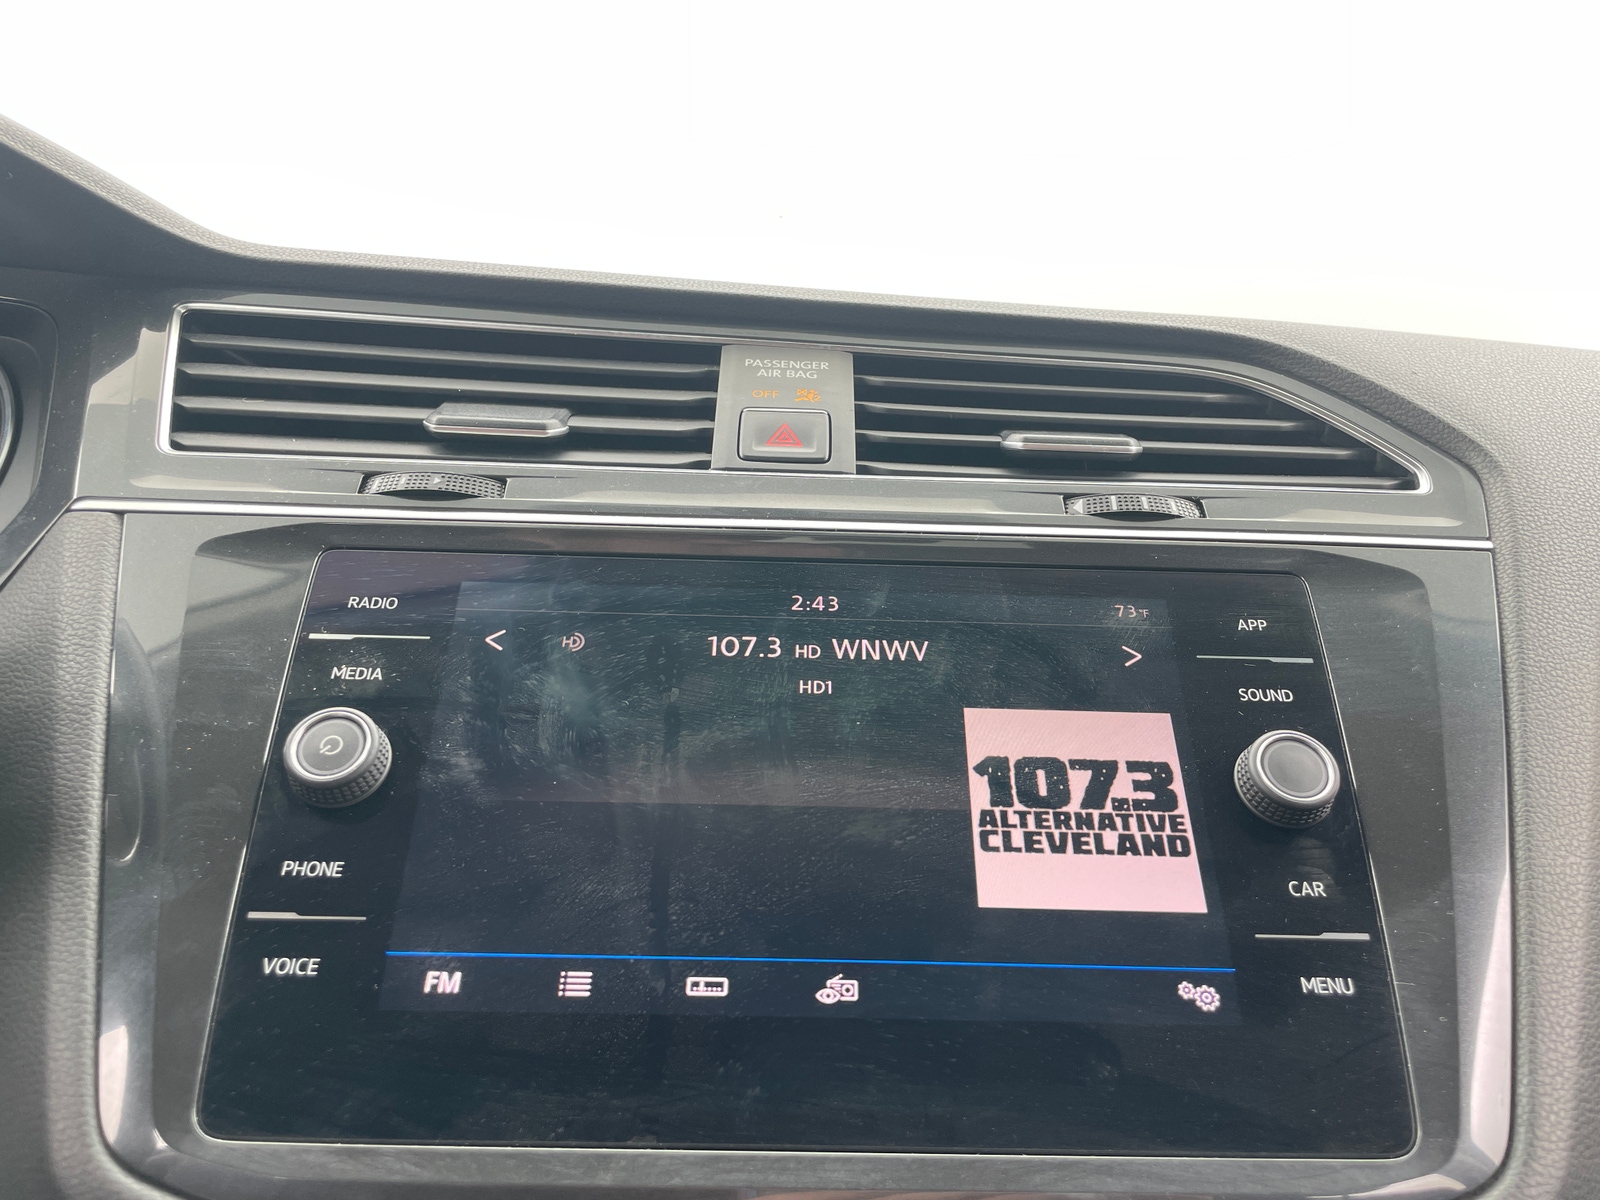 PASSENGER
AIR BAG
OFF
RADIO
MEDIA
PHONE
VOICE
2:43
73°F
HD
107.3 HD WNWV
HD1
107.3
ALTERNATIVE
CLEVELAND
FM
APP
SOUND
CAR
MENU